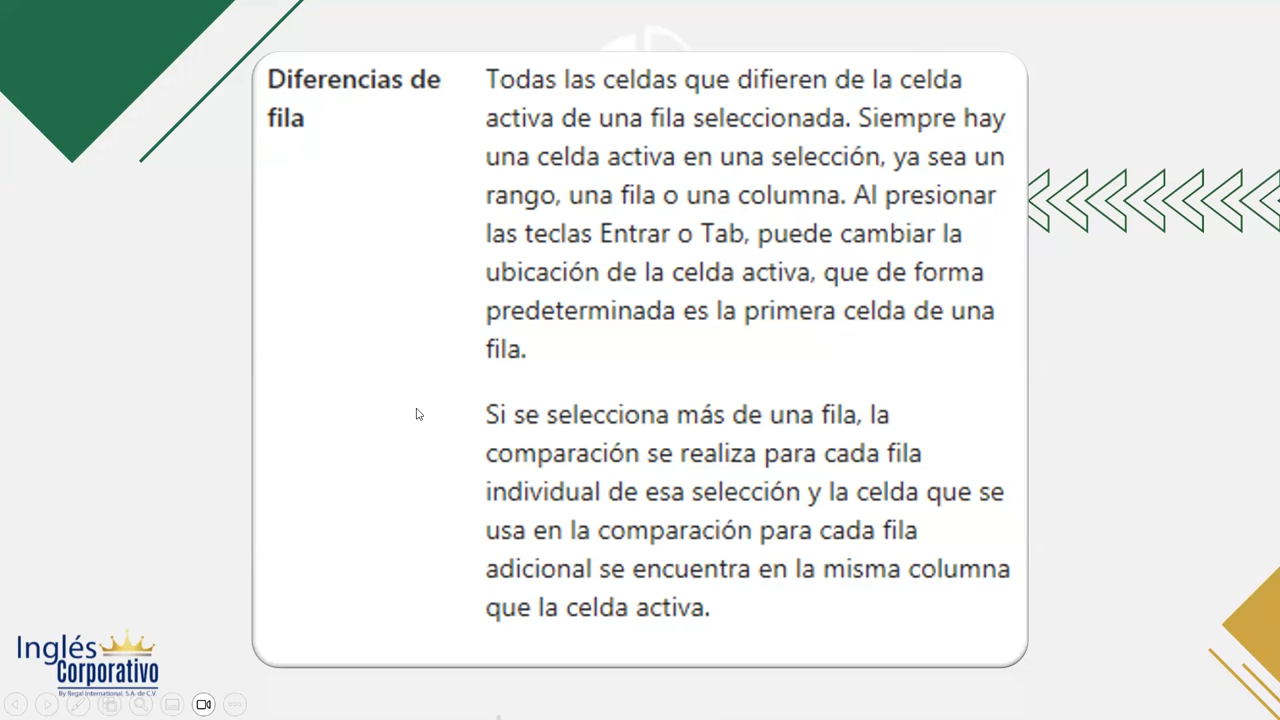 Diferencias de
fila
Todas las celdas que difieren de la celda
activa de una fila seleccionada. Siempre hay
una celda activa en una selección, ya sea un
rango, una fila o una columna. Al presionar
las teclas Entrar o Tab, puede cambiar la
ubicación de la celda activa, que de forma
predeterminada es la primera celda de una
fila.
Si se selecciona más de una fila, la
comparación se realiza para cada fila
individual de esa selección y la celda que se
usa en la comparación para cada fila
adicional se encuentra en la misma columna
que la celda activa.
Inglés
Corporativo
By Regal International, S.A. de C.V.